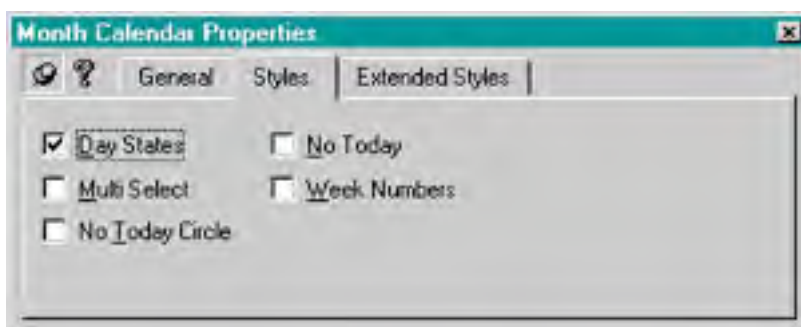 Month Calendar Properties
General Styles Extended Styles
Day States No Today
Multi Select Week Numbers
No Today Circle